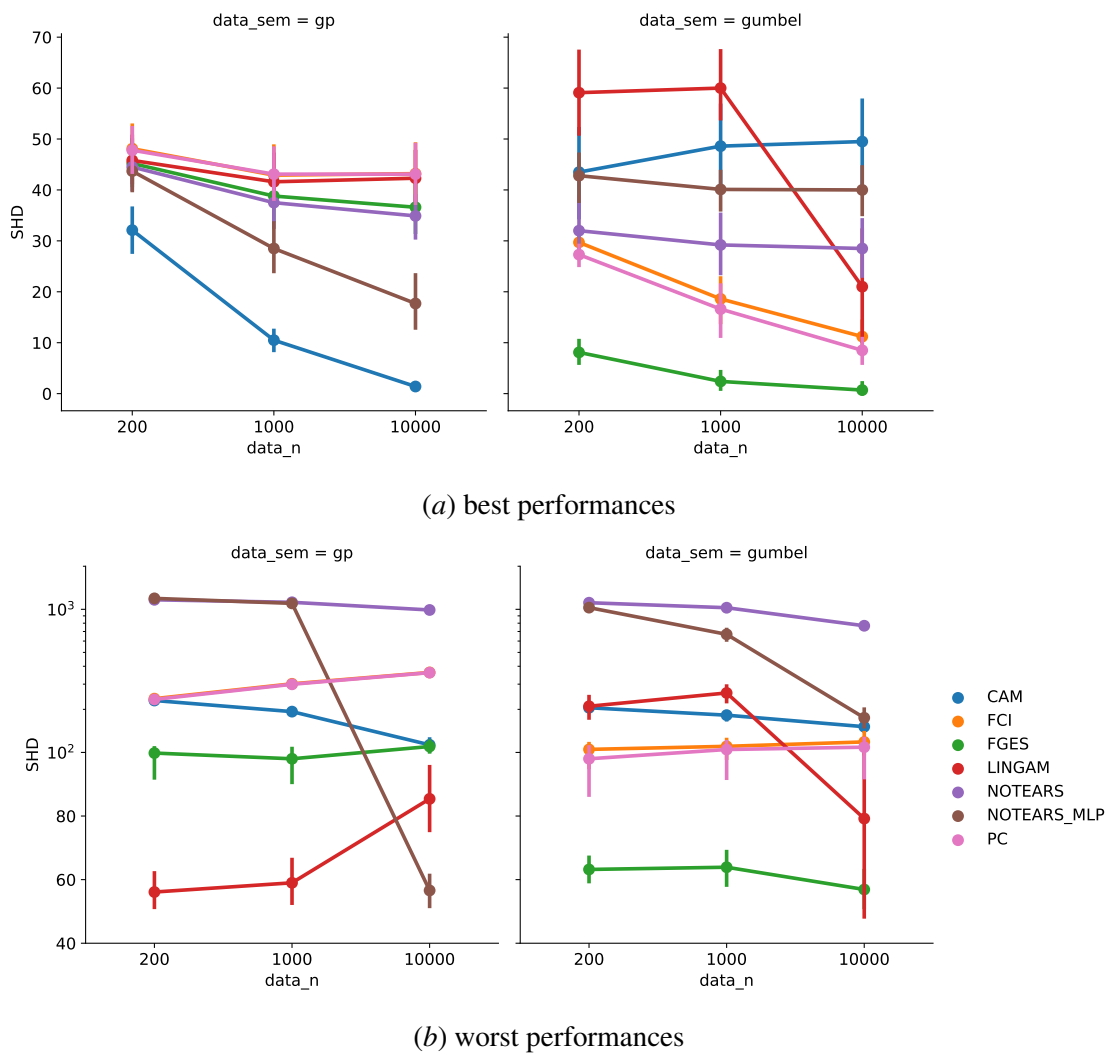 data_sem = gp
data_sem = gumbel
70
60
50
40
30
20
10
0
SHD
200
1000
10000
data_n
200
1000
10000
data_n
(a) best performances
data_sem = gp
data_sem = gumbel
10³
10²
80
60
40
SHD
200
1000
10000
data_n
200
1000
10000
data_n
CAM
FCI
FGES
LINGAM
NOTEARS
NOTEARS_MLP
PC
(b) worst performances